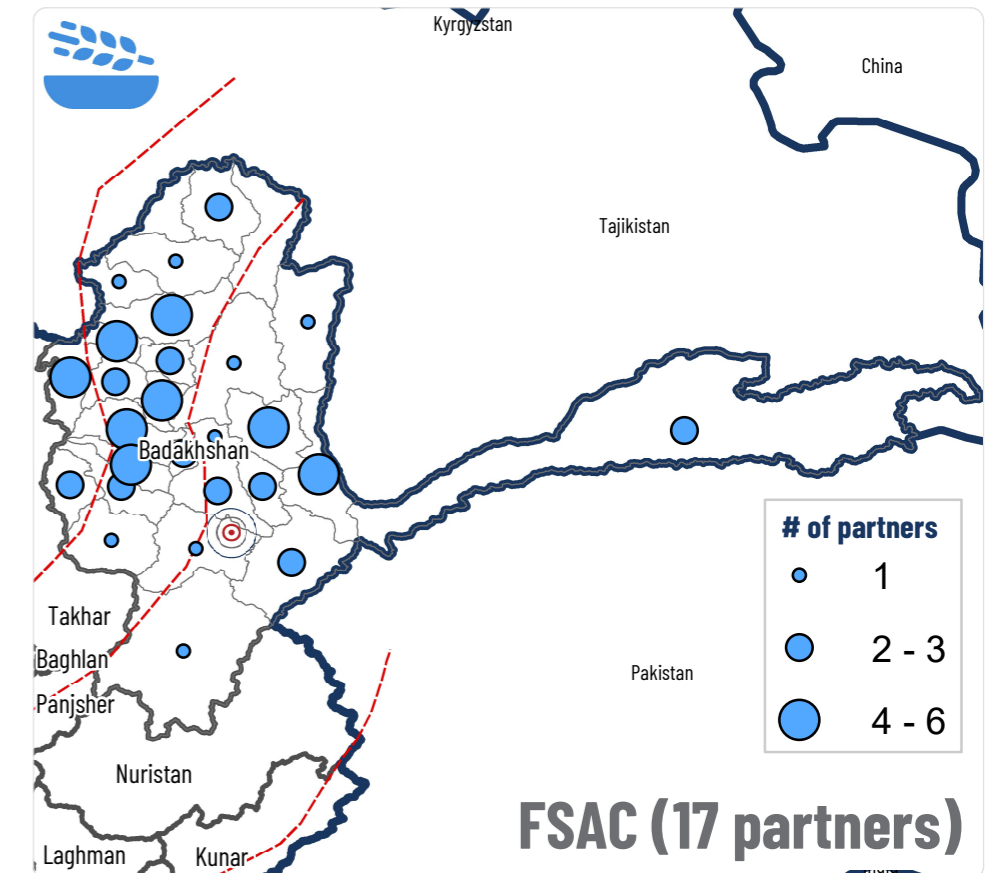 Kyrgyzstan
China
Tajikistan
Badakhshan
# of partners
1
2 - 3
4 - 6
Takhar
Baghlan
Panjsher
Pakistan
Nuristan
FSAC (17 partners)
Laghman
Kunar